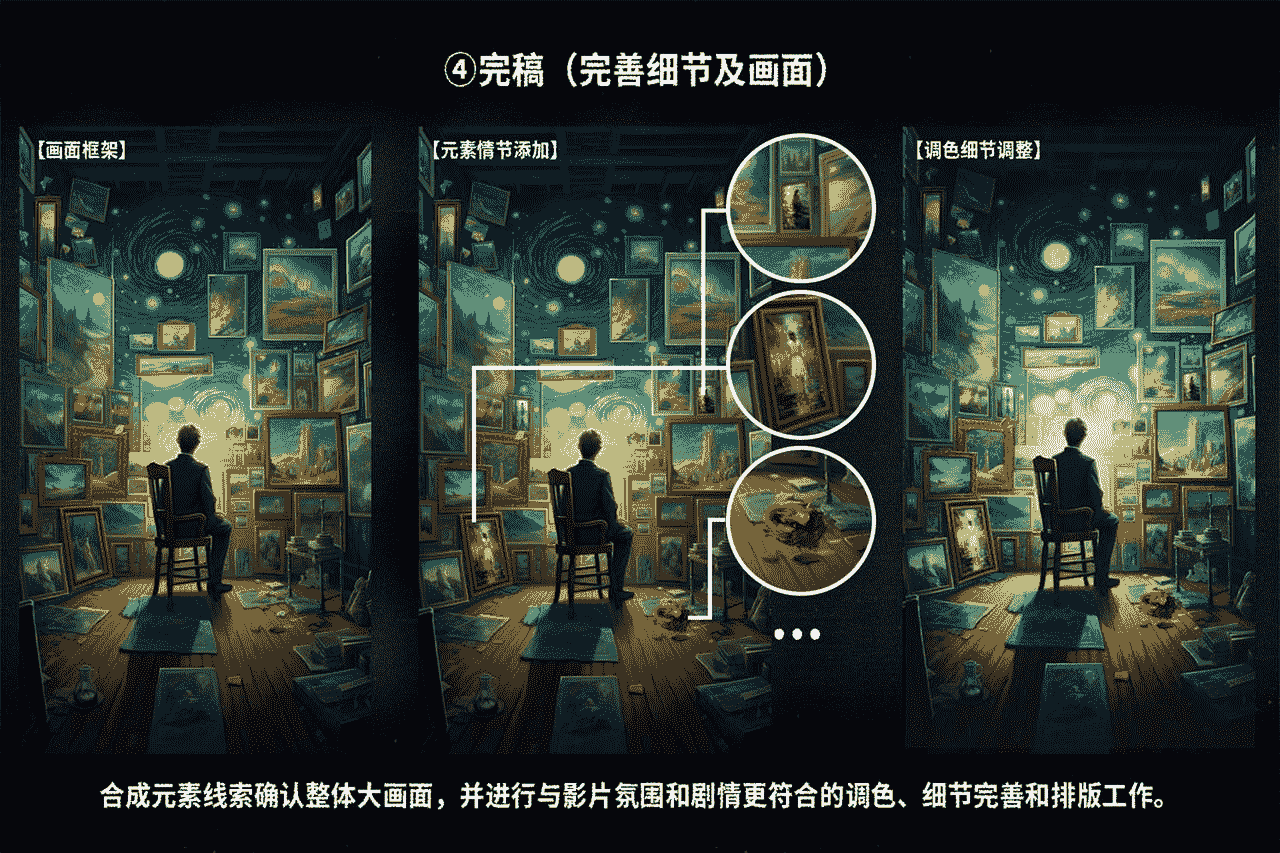 ④完稿（完善细节及画面）
【画面框架】
【元素情节添加】
【调色细节调整】
合成元素线索确认整体大画面，并进行与影片氛围和剧情更符合的调色、细节完善和排版工作。